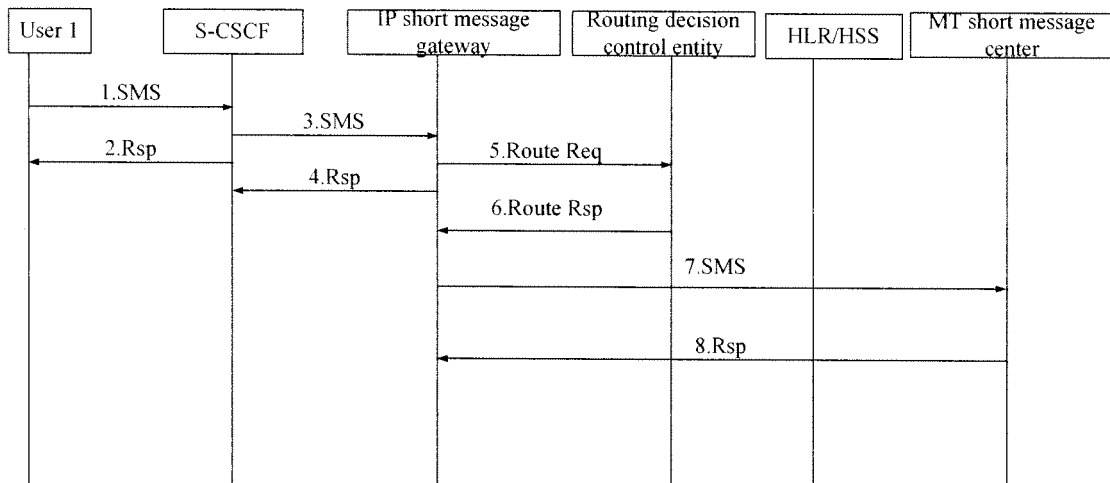 User 1
S-CSCF
IP short message
gateway
Routing decision
control entity
HLR/HSS
MT short message
center
1.SMS
3.SMS
2.Rsp
5.Route Req
4.Rsp
6.Route Rsp
7.SMS
8.Rsp